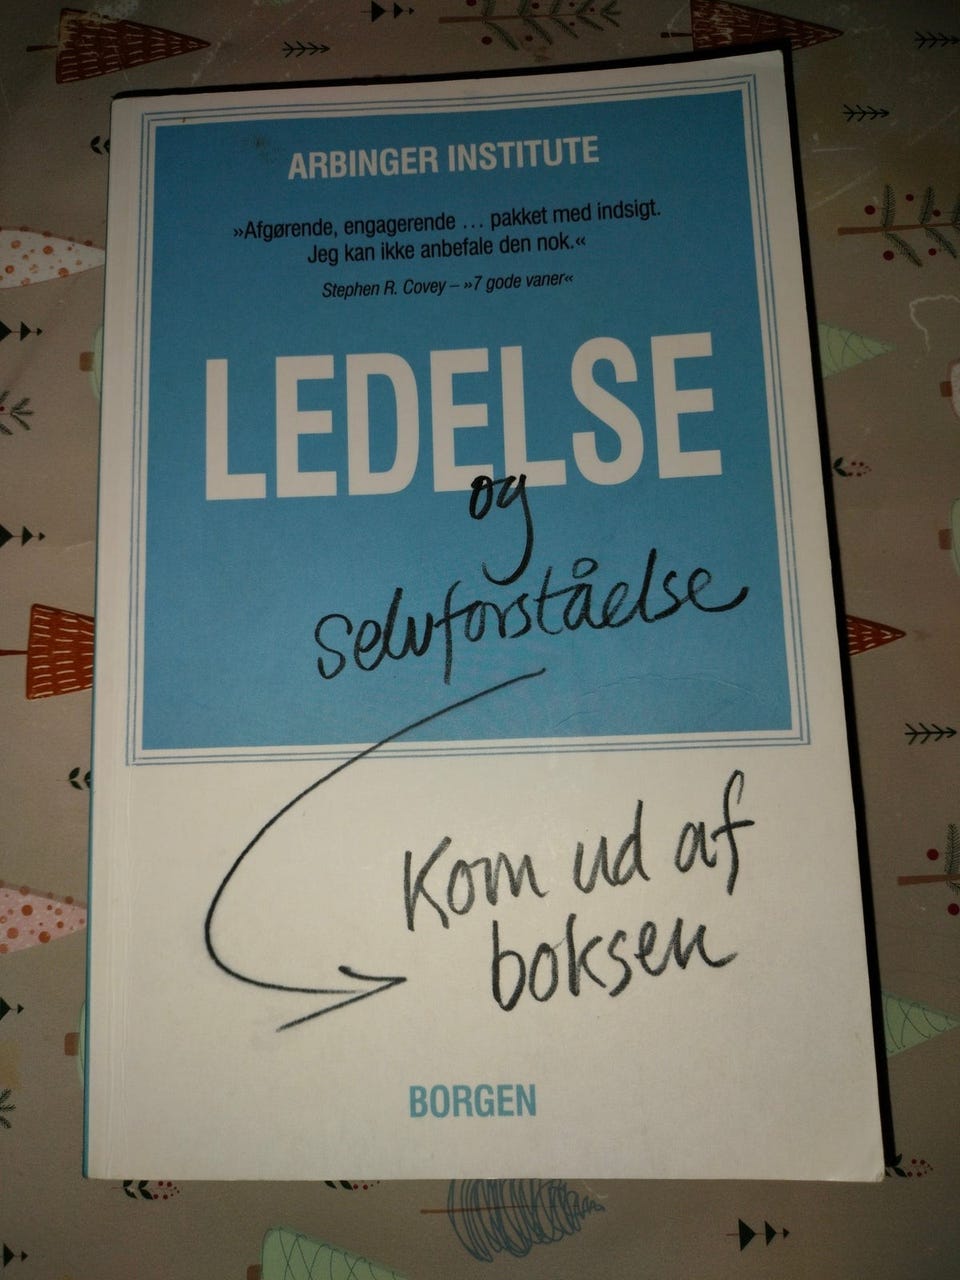 ARBINGER INSTITUTE
»Afgørende, engagerende ... pakket med indsigt.
Jeg kan ikke anbefale den nok.«
Stephen R. Covey – »7 gode vaner«
LEDELSE
og
selvforståelse
Kom ud af
boksen
BORGEN